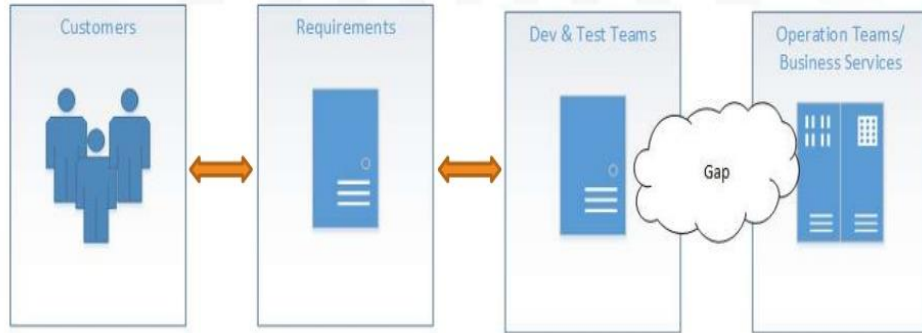 Customers
Requirements
Dev & Test Teams
Operation Teams/
Business Services
Gap